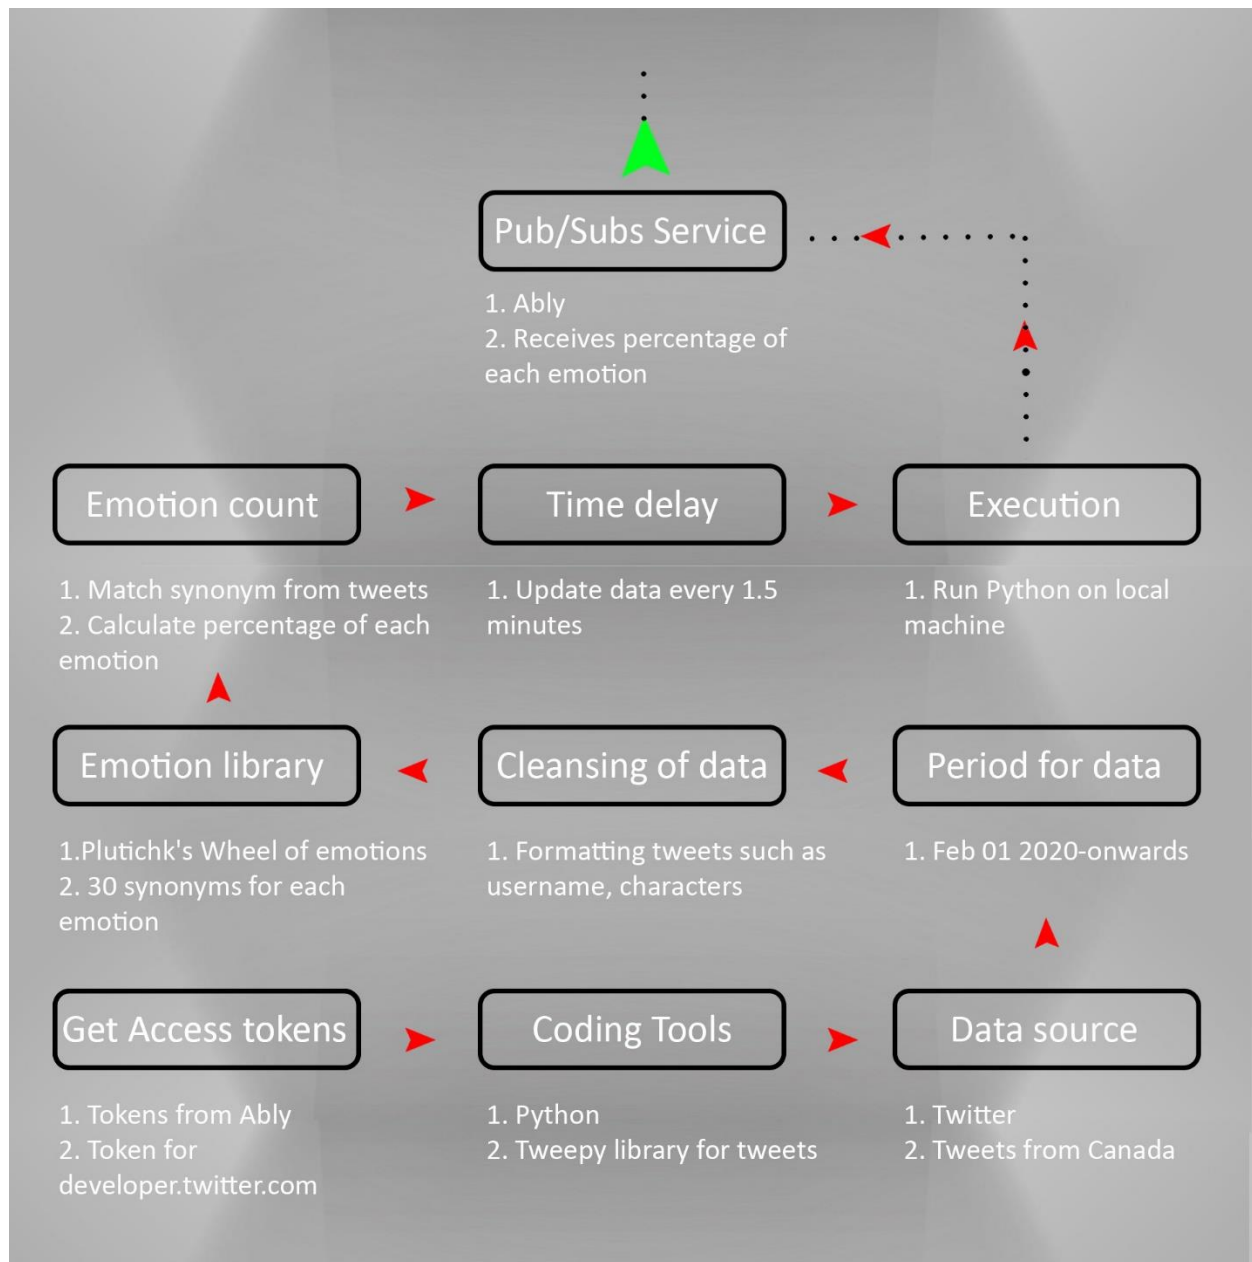 Pub/Subs Service
1. Ably
2. Receives percentage of
each emotion
Emotion count
1. Match synonym from tweets
2. Calculate percentage of each
emotion
Time delay
1. Update data every 1.5
minutes
Execution
1. Run Python on local
machine
Emotion library
1.Plutichk's Wheel of emotions
2. 30 synonyms for each
emotion
Cleansing of data
1. Formatting tweets such as
username, characters
Period for data
1. Feb 01 2020-onwards
Get Access tokens
1. Tokens from Ably
2. Token for
developer.twitter.com
Coding Tools
1. Python
2. Tweepy library for tweets
Data source
1. Twitter
2. Tweets from Canada